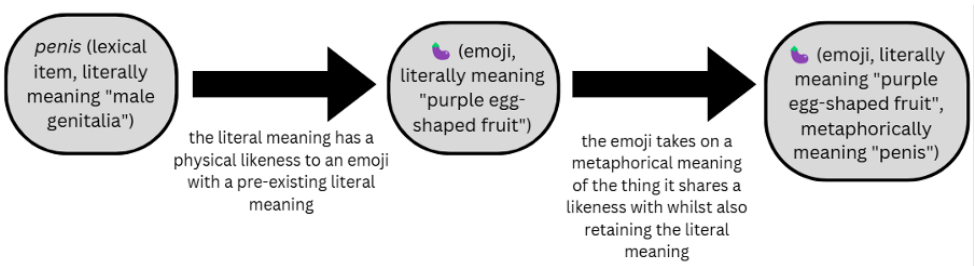 penis (lexical
item, literally
meaning "male
genitalia")
the literal meaning has a
physical likeness to an emoji
with a pre-existing literal
meaning
🍆 (emoji,
literally meaning
"purple egg-
shaped fruit")
the emoji takes on a
metaphorical meaning
of the thing it shares a
likeness with whilst also
retaining the literal
meaning
🍆 (emoji, literally
meaning "purple
egg-shaped fruit",
metaphorically
meaning "penis")